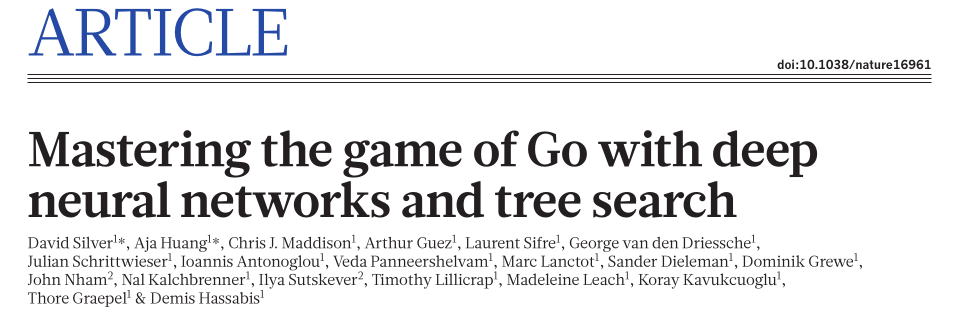 ARTICLE
doi:10.1038/nature16961
Mastering the game of Go with deep
neural networks and tree search
David Silver¹*, Aja Huang¹*, Chris J. Maddison¹, Arthur Guez¹, Laurent Sifre¹, George van den Driessche¹,
Julian Schrittwieser¹, Ioannis Antonoglou¹, Veda Panneershelvam¹, Marc Lanctot¹, Sander Dieleman¹, Dominik Grewe¹,
John Nham², Nal Kalchbrenner¹, Ilya Sutskever², Timothy Lillicrap¹, Madeleine Leach¹, Koray Kavukcuoglu¹,
Thore Graepel¹ & Demis Hassabis¹